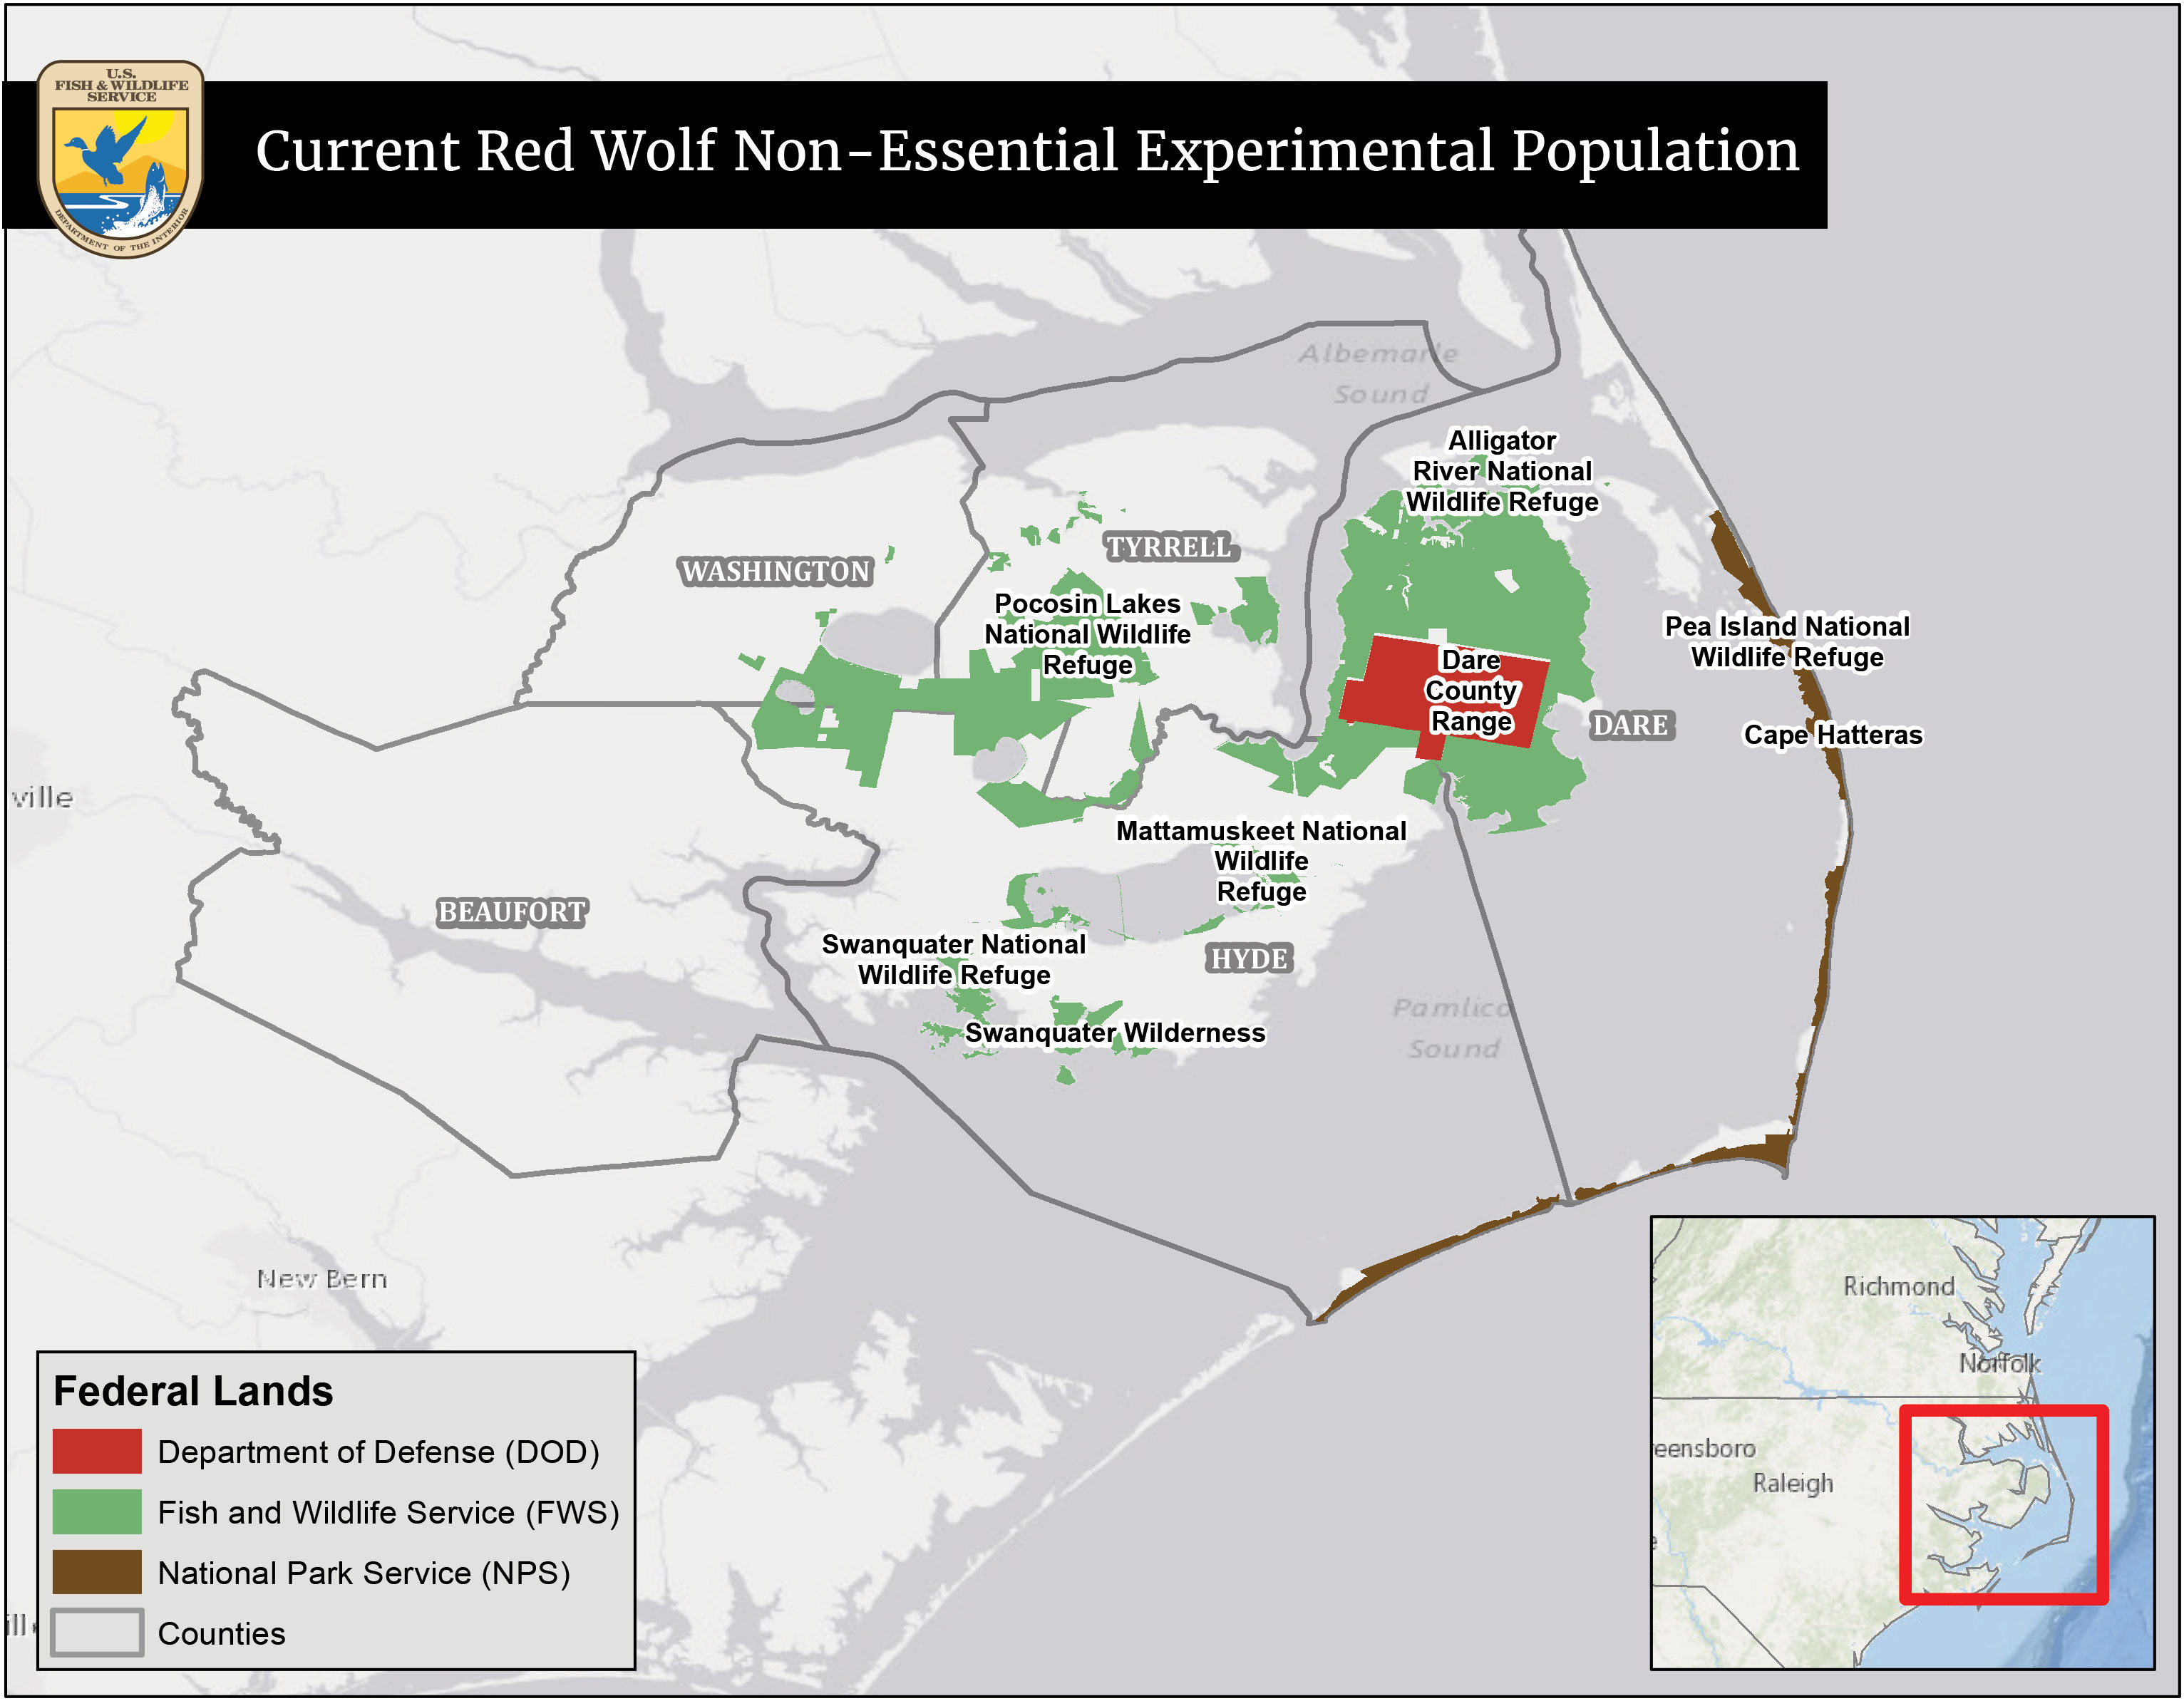 U.S.
FISH & WILDLIFE
SERVICE
DEPARTMENT OF THE INTERIOR
Current Red Wolf Non-Essential Experimental Population
Albemarle
Sound
Alligator
River National
Wildlife Refuge
TYRRELL
WASHINGTON
Pocosin Lakes
National Wildlife
Refuge
Pea Island National
Wildlife Refuge
Dare
County
Range
DARE
Cape Hatteras
ville
Mattamuskeet National
Wildlife
Refuge
BEAUFORT
Swanquater National
Wildlife Refuge
HYDE
Pamlico
Sound
Swanquater Wilderness
New Bern
Federal Lands
Department of Defense (DOD)
Fish and Wildlife Service (FWS)
National Park Service (NPS)
Counties
Richmond
Norfolk
eensboro
Raleigh